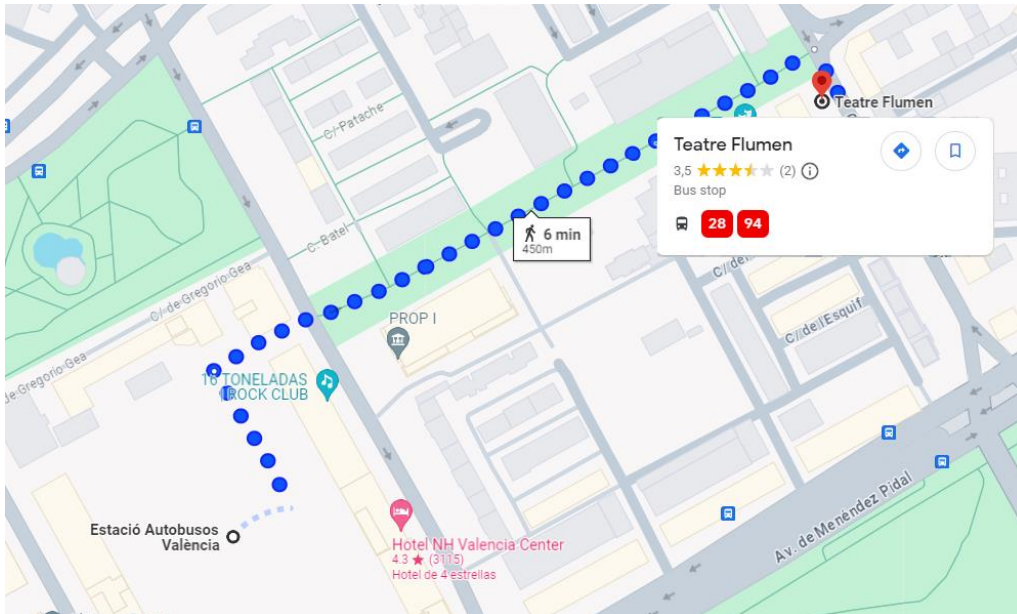 Teatre Flumen
Teatre Flumen
3,5 (2)
Bus stop
28 94
C/ Patache
6 min
450m
C. Batel
C/ de Gregorio Gea
PROP I
C/ de l'Esquif
16 TONELADAS
ROCK CLUB
de Gregorio Gea
Estació Autobusos
València
Hotel NH Valencia Center
4.3 ★ (3115)
Hotel de 4 estrellas
Av. de Menéndez Pidal